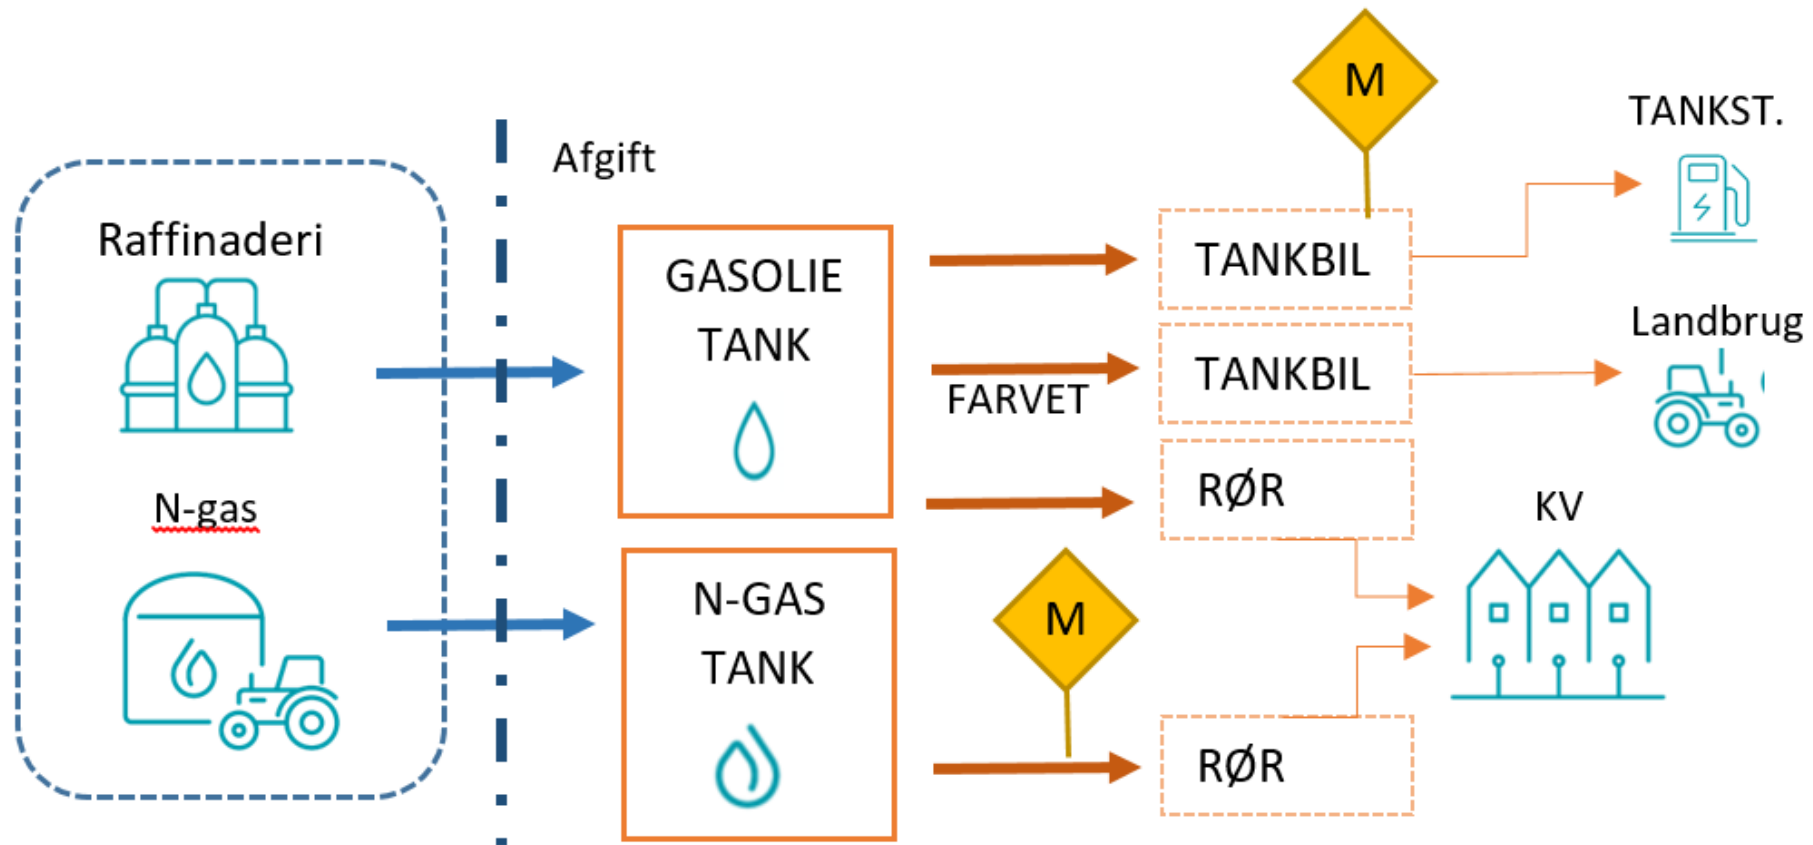 M
TANKST.
Afgift
Raffinaderi
GASOLIE
TANK
TANKBIL
Landbrug
TANKBIL
FARVET
RØR
KV
N-gas
N-GAS
TANK
M
RØR